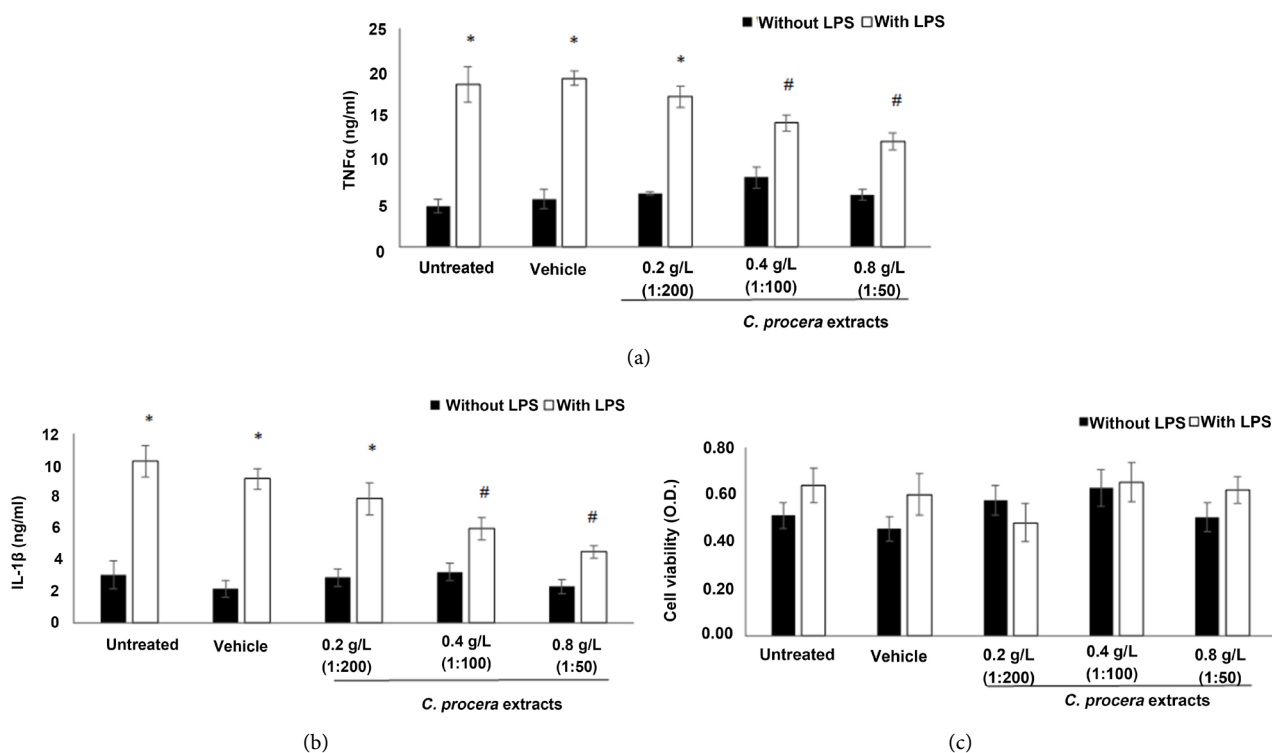 ■ Without LPS □ With LPS
TNFα (ng/ml)
25
20
15
10
5
0
* * * # #
Untreated Vehicle 0.2 g/L 0.4 g/L 0.8 g/L
(1:200) (1:100) (1:50)
C. procera extracts
(a)
■ Without LPS □ With LPS
IL-1β (ng/ml)
12
10
8
6
4
2
0
* * * # #
Untreated Vehicle 0.2 g/L 0.4 g/L 0.8 g/L
(1:200) (1:100) (1:50)
C. procera extracts
(b)
■ Without LPS □ With LPS
Cell viability (O.D.)
0.80
0.60
0.40
0.20
0.00
Untreated Vehicle 0.2 g/L 0.4 g/L 0.8 g/L
(1:200) (1:100) (1:50)
C. procera extracts
(c)